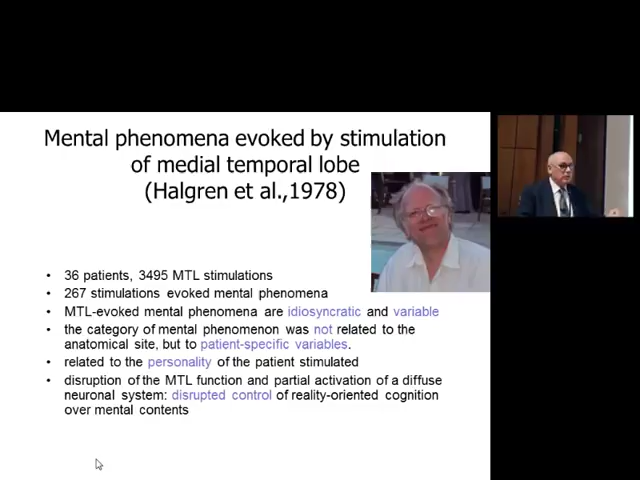 Mental phenomena evoked by stimulation
of medial temporal lobe
(Halgren et al.,1978)
• 36 patients, 3495 MTL stimulations
• 267 stimulations evoked mental phenomena
• MTL-evoked mental phenomena are idiosyncratic and variable
• the category of mental phenomenon was not related to the
anatomical site, but to patient-specific variables.
• related to the personality of the patient stimulated
• disruption of the MTL function and partial activation of a diffuse
neuronal system: disrupted control of reality-oriented cognition
over mental contents